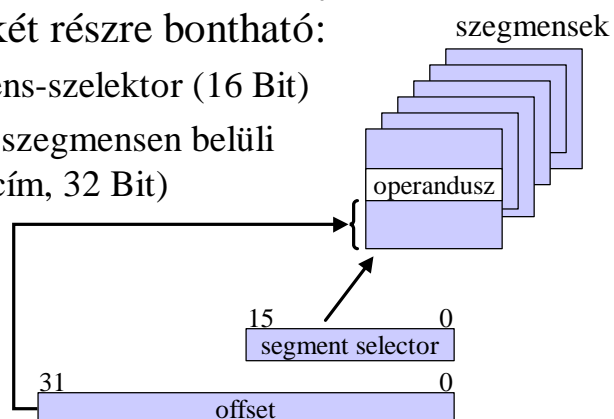 két részre bontható:
szegmensek
ens-szelektor (16 Bit)
szegmensen belüli
cím, 32 Bit)
operandusz
15 0
segment selector
31 0
offset